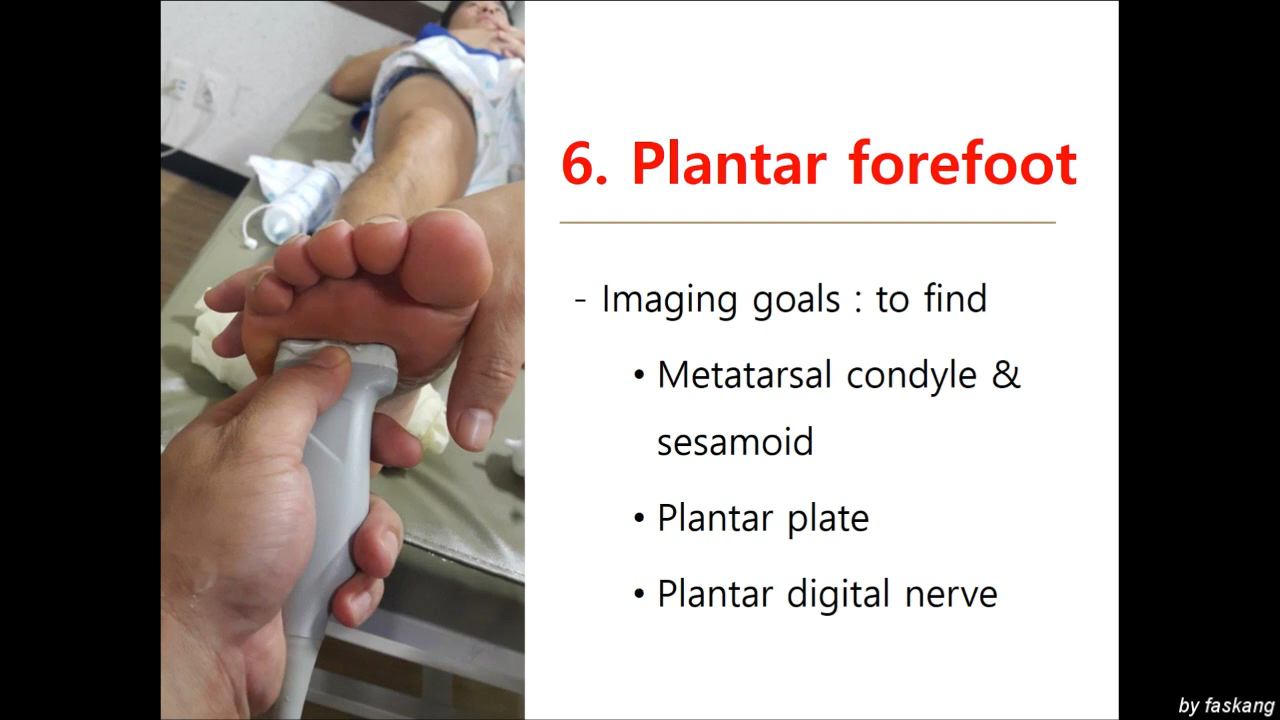 6. Plantar forefoot
- Imaging goals : to find
• Metatarsal condyle &
sesamoid
• Plantar plate
• Plantar digital nerve
by faskang